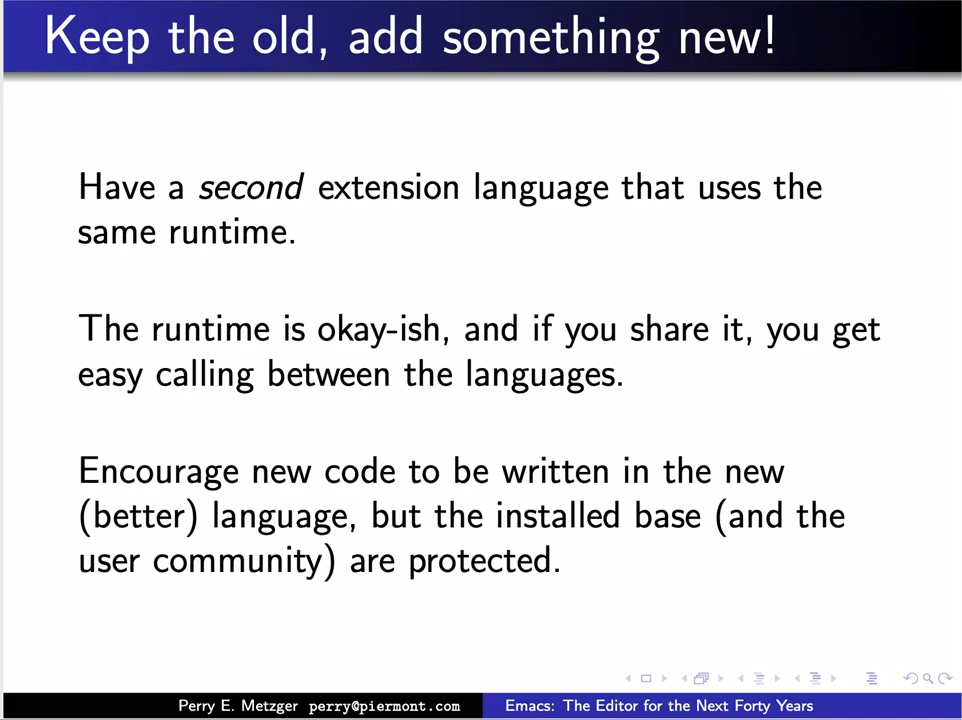 Keep the old, add something new!
Have a second extension language that uses the
same runtime.
The runtime is okay-ish, and if you share it, you get
easy calling between the languages.
Encourage new code to be written in the new
(better) language, but the installed base (and the
user community) are protected.
Perry E. Metzger perry@piermont.com
Emacs: The Editor for the Next Forty Years